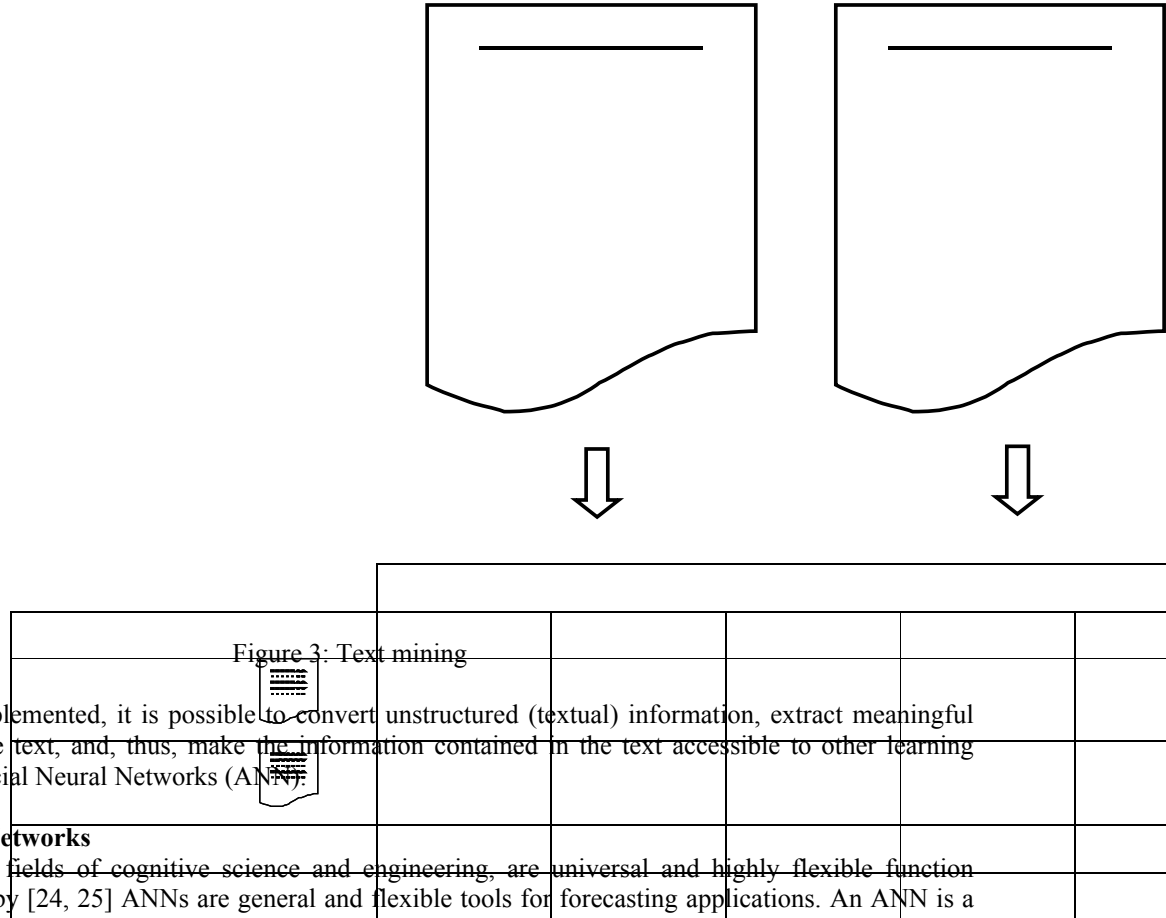 Figure 3: Text mining
lemented, it is possible to convert unstructured (textual) information, extract meaningful
text, and, thus, make the information contained in the text accessible to other learning
ial Neural Networks (ANN).
etworks
fields of cognitive science and engineering, are universal and highly flexible function
by [24, 25] ANNs are general and flexible tools for forecasting applications. An ANN is a